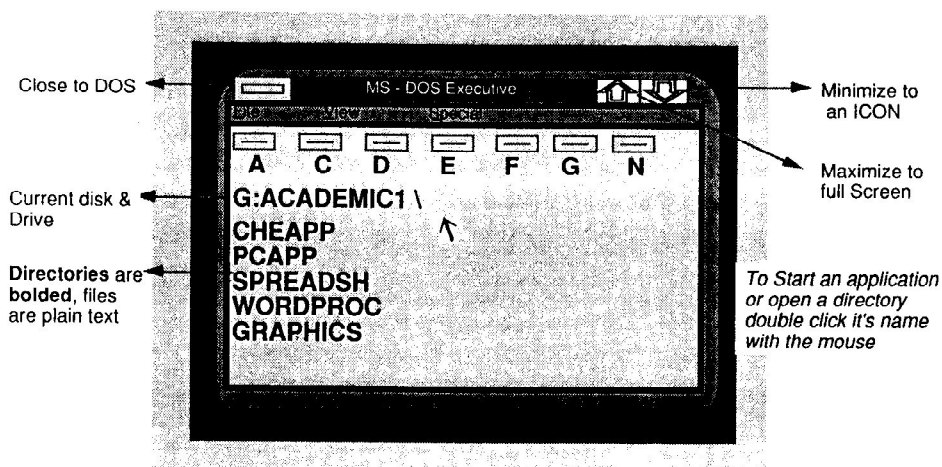 Close to DOS
MS - DOS Executive
Minimize to
an ICON
File View Special
A C D E F G N
Maximize to
full Screen
Current disk &
Drive
G:ACADEMIC1 \
CHEAPP
PCAPP
SPREADSH
WORDPROC
GRAPHICS
Directories are
bolded, files
are plain text
To Start an application
or open a directory
double click it's name
with the mouse